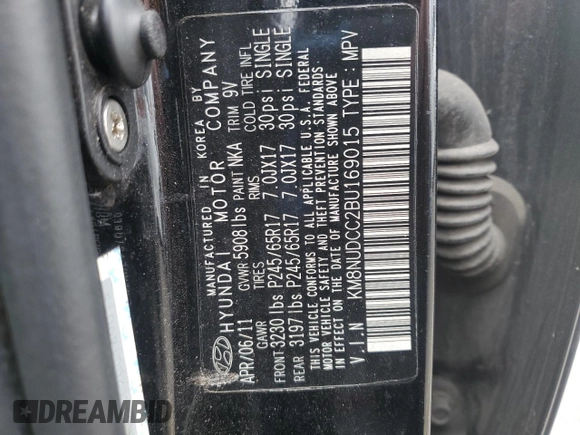 MANUFACTURED IN KOREA BY
HYUNDAI MOTOR COMPANY
APR/06/11 GVWR 5908 lbs PAINT NKA TRIM 9V
GAWR TIRES RIMS COLD TIRE INFL
FRONT 3230 lbs P245/65R17 7.0JX17 30psi SINGLE
REAR 3197 lbs P245/65R17 7.0JX17 30psi SINGLE
THIS VEHICLE CONFORMS TO ALL APPLICABLE U.S.A. FEDERAL
MOTOR VEHICLE SAFETY AND THEFT PREVENTION STANDARDS
IN EFFECT ON THE DATE OF MANUFACTURE SHOWN ABOVE
V I N KM8NUDCC2BU169015 TYPE : MPV
DREAMBID